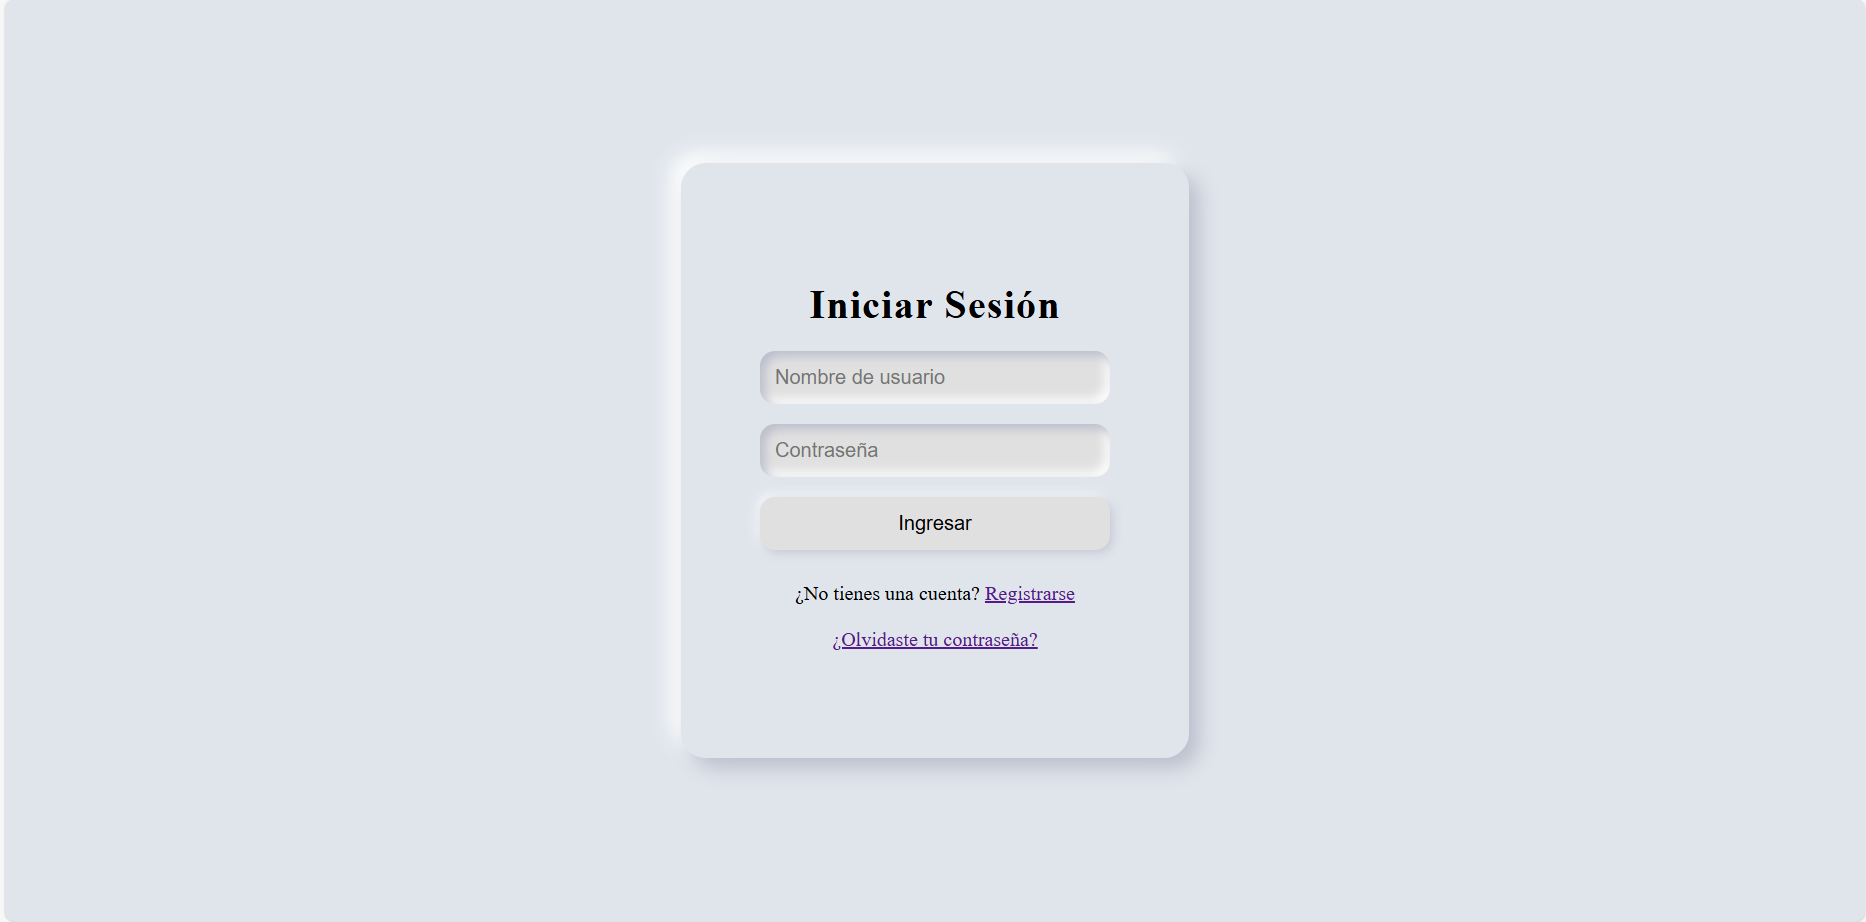 Iniciar Sesión
Nombre de usuario
Contraseña
Ingresar
¿No tienes una cuenta? Registrarse
¿Olvidaste tu contraseña?